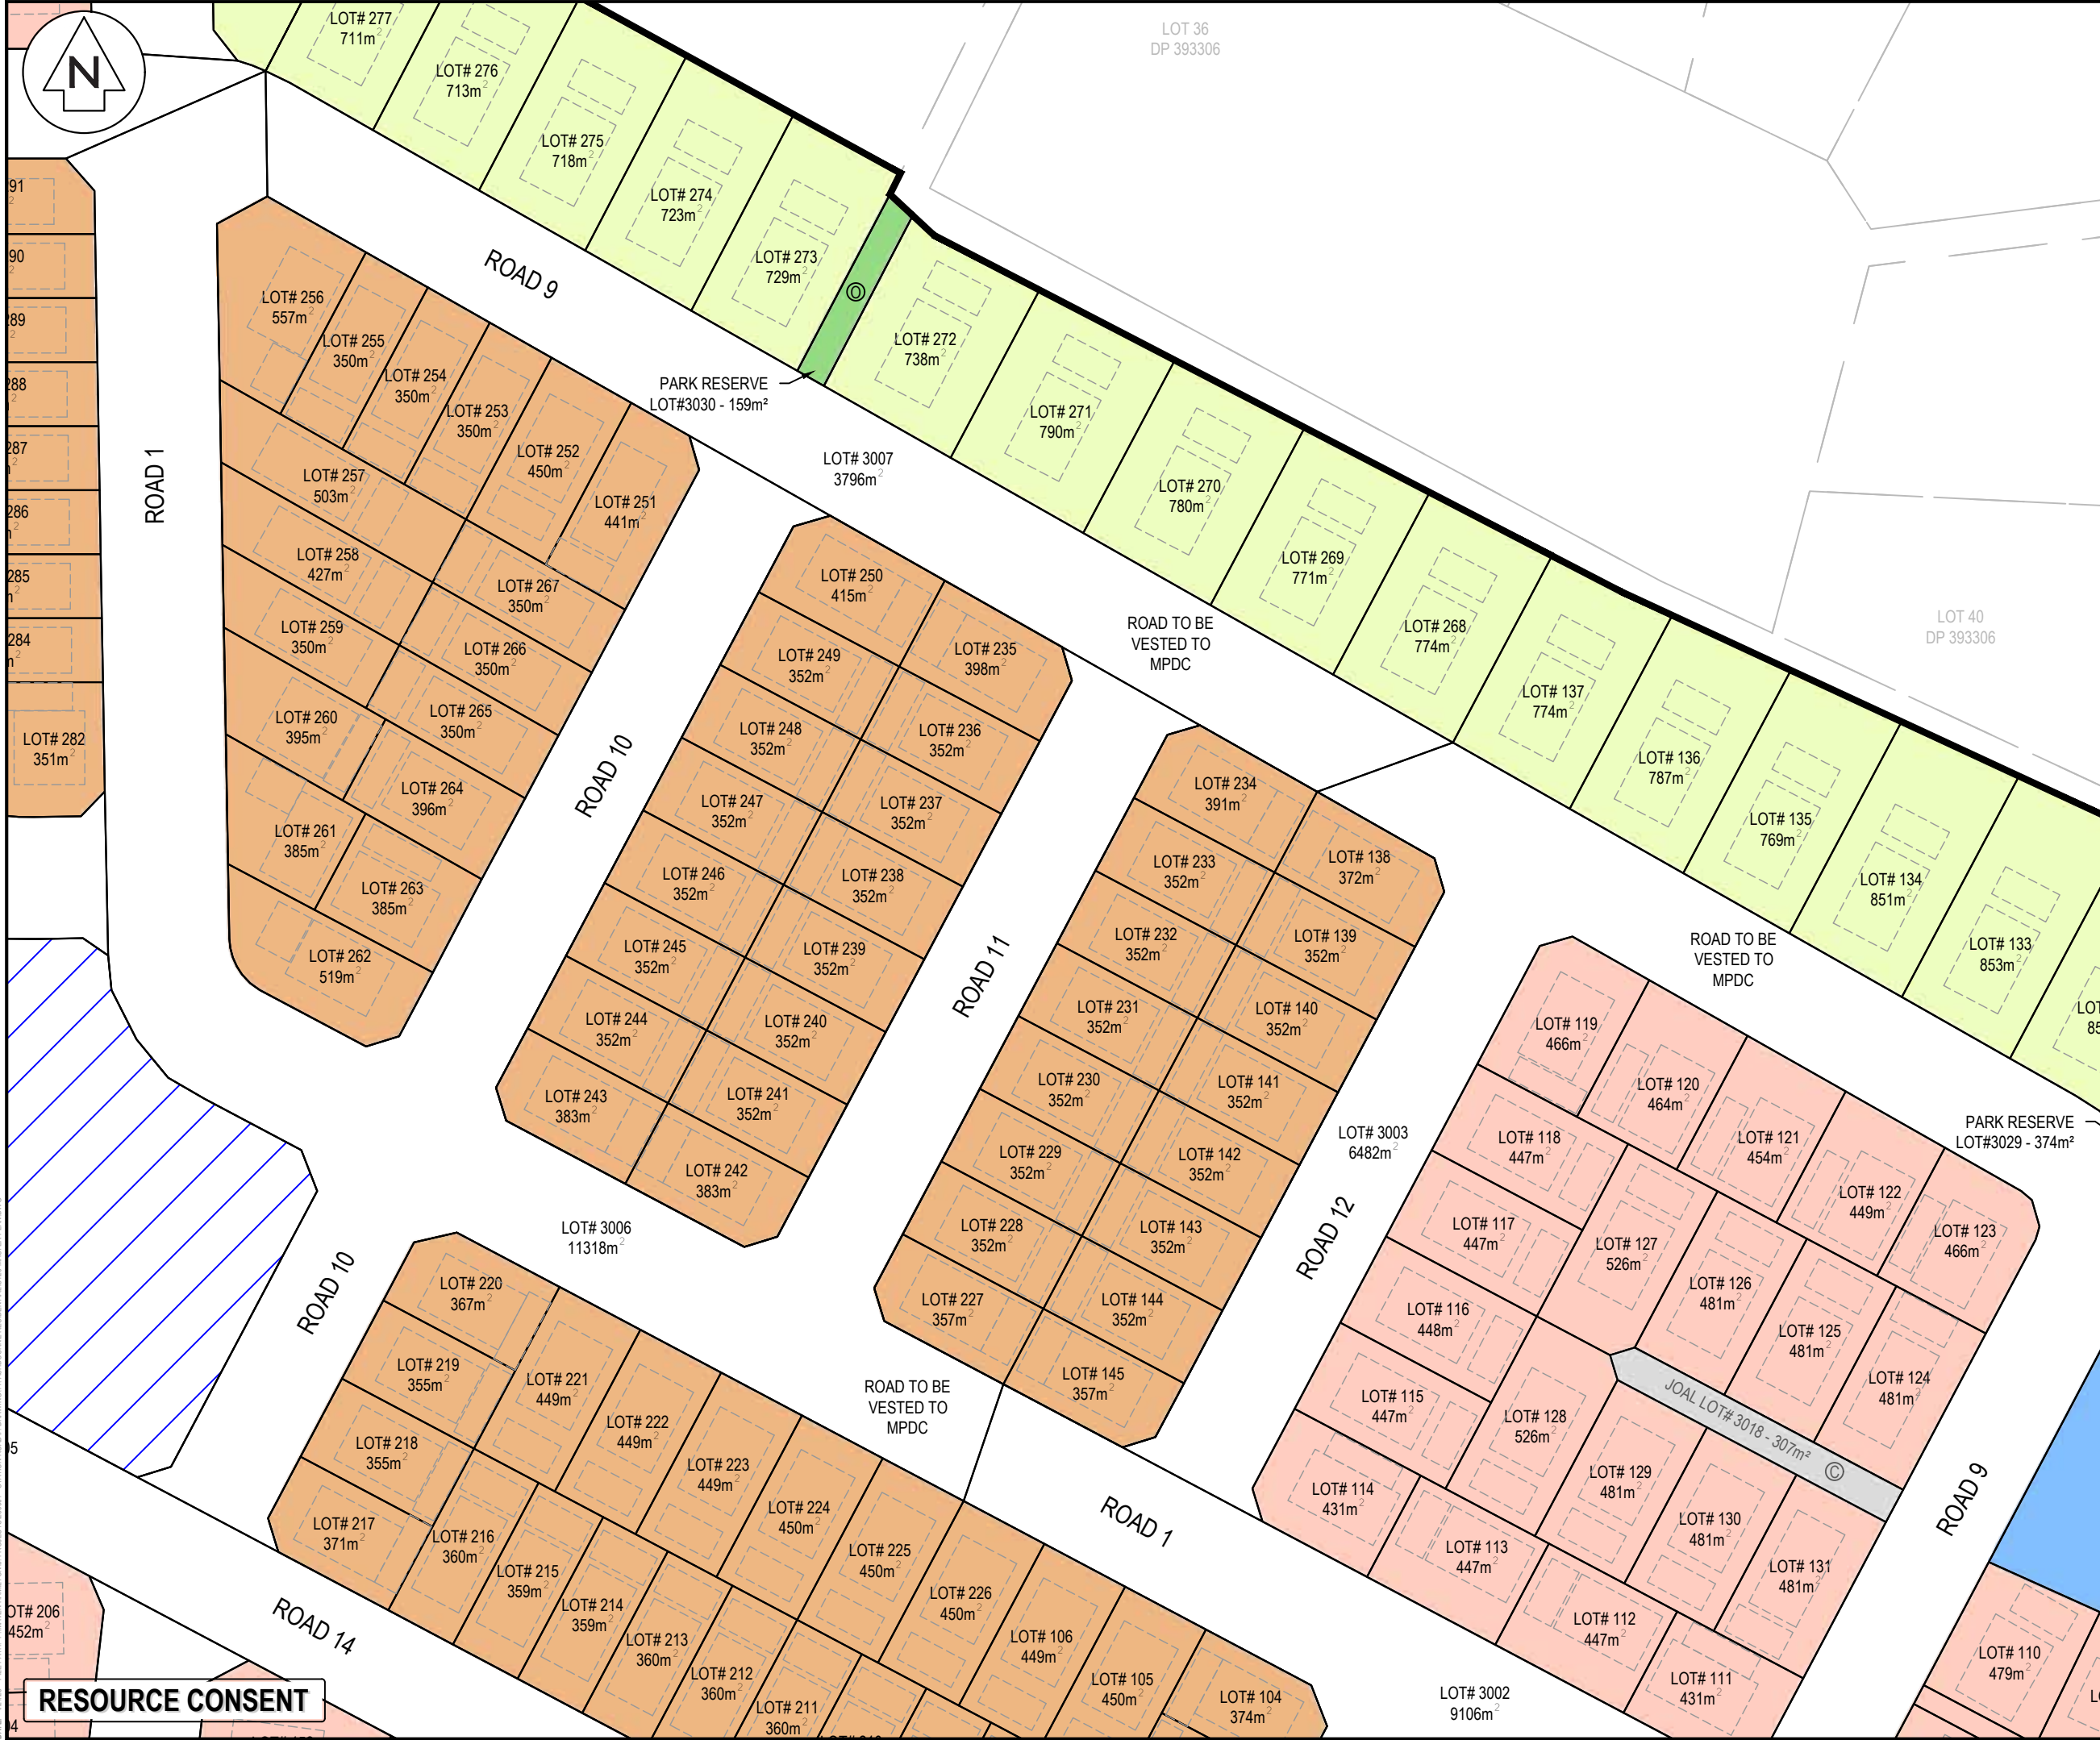 LOT# 277
711m²
N
LOT# 276
713m²
LOT# 275
718m²
LOT# 274
723m²
LOT# 273
729m²
LOT 36
DP 393306
ROAD 9
PARK RESERVE
LOT#3030 - 159m²
LOT# 272
738m²
LOT# 271
790m²
LOT# 270
780m²
LOT# 269
771m²
LOT# 268
774m²
LOT# 137
774m²
LOT# 136
787m²
LOT# 135
769m²
LOT# 134
851m²
LOT# 133
853m²
LOT 40
DP 393306
LOT# 3007
3796m²
ROAD TO BE
VESTED TO
MPDC
ROAD 1
LOT# 282
351m²
LOT# 256
557m²
LOT# 255
350m²
LOT# 254
350m²
LOT# 253
350m²
LOT# 252
450m²
LOT# 251
441m²
LOT# 257
503m²
LOT# 258
427m²
LOT# 259
350m²
LOT# 260
395m²
LOT# 261
385m²
LOT# 262
519m²
LOT# 267
350m²
LOT# 266
350m²
LOT# 265
350m²
LOT# 264
396m²
LOT# 263
385m²
ROAD 10
LOT# 250
415m²
LOT# 249
352m²
LOT# 248
352m²
LOT# 247
352m²
LOT# 246
352m²
LOT# 245
352m²
LOT# 244
352m²
LOT# 243
383m²
LOT# 235
398m²
LOT# 236
352m²
LOT# 237
352m²
LOT# 238
352m²
LOT# 239
352m²
LOT# 240
352m²
LOT# 241
352m²
LOT# 242
383m²
ROAD 11
LOT# 234
391m²
LOT# 233
352m²
LOT# 232
352m²
LOT# 231
352m²
LOT# 230
352m²
LOT# 229
352m²
LOT# 228
352m²
LOT# 227
357m²
LOT# 138
372m²
LOT# 139
352m²
LOT# 140
352m²
LOT# 141
352m²
LOT# 142
352m²
LOT# 143
352m²
LOT# 144
352m²
LOT# 145
357m²
LOT# 3003
6482m²
ROAD 12
ROAD TO BE
VESTED TO
MPDC
PARK RESERVE
LOT#3029 - 374m²
LOT# 119
466m²
LOT# 120
464m²
LOT# 121
454m²
LOT# 122
449m²
LOT# 123
466m²
LOT# 118
447m²
LOT# 117
447m²
LOT# 116
448m²
LOT# 115
447m²
LOT# 114
431m²
LOT# 127
526m²
LOT# 126
481m²
LOT# 125
481m²
LOT# 124
481m²
JOAL LOT# 3018 - 307m²
©
LOT# 128
526m²
LOT# 129
481m²
LOT# 130
481m²
LOT# 131
481m²
LOT# 113
447m²
LOT# 112
447m²
LOT# 111
431m²
ROAD 9
LOT# 110
479m²
LOT# 3002
9106m²
LOT# 3006
11318m²
ROAD 10
ROAD TO BE
VESTED TO
MPDC
ROAD 1
LOT# 220
367m²
LOT# 219
355m²
LOT# 218
355m²
LOT# 217
371m²
LOT# 221
449m²
LOT# 222
449m²
LOT# 223
449m²
LOT# 224
450m²
LOT# 225
450m²
LOT# 226
450m²
LOT# 106
449m²
LOT# 105
450m²
LOT# 104
374m²
LOT# 216
360m²
LOT# 215
359m²
LOT# 214
359m²
LOT# 213
360m²
LOT# 212
360m²
LOT# 211
360m²
ROAD 14
OT# 206
452m²
RESOURCE CONSENT